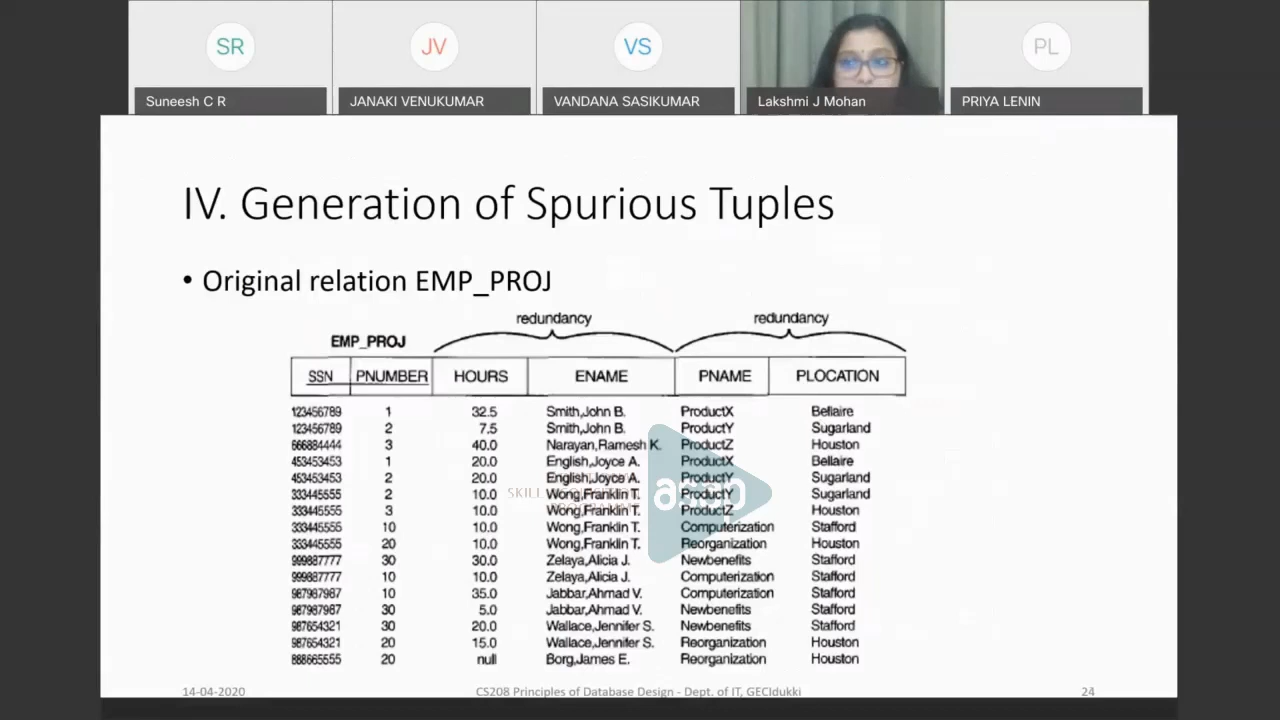 SR JV VS PL
Suneesh C R JANAKI VENUKUMAR VANDANA SASIKUMAR Lakshmi J Mohan PRIYA LENIN
IV. Generation of Spurious Tuples
• Original relation EMP_PROJ
redundancy redundancy
EMP_PROJ
SSN PNUMBER HOURS ENAME PNAME PLOCATION
123456789 1 32.5 Smith,John B. ProductX Bellaire
123456789 2 7.5 Smith,John B. ProductY Sugarland
666884444 3 40.0 Narayan,Ramesh K. ProductZ Houston
453453453 1 20.0 English,Joyce A. ProductX Bellaire
453453453 2 20.0 English,Joyce A. ProductY Sugarland
333445555 2 10.0 Wong,Franklin T. ProductY Sugarland
333445555 3 10.0 Wong,Franklin T. ProductZ Houston
333445555 10 10.0 Wong,Franklin T. Computerization Stafford
333445555 20 10.0 Wong,Franklin T. Reorganization Houston
999887777 30 30.0 Zelaya,Alicia J. Newbenefits Stafford
999887777 10 10.0 Zelaya,Alicia J. Computerization Stafford
987987987 10 35.0 Jabbar,Ahmad V. Computerization Stafford
987987987 30 5.0 Jabbar,Ahmad V. Newbenefits Stafford
987654321 30 20.0 Wallace,Jennifer S. Newbenefits Stafford
987654321 20 15.0 Wallace,Jennifer S. Reorganization Houston
888665555 20 null Borg,James E. Reorganization Houston
asap
14-04-2020 CS208 Principles of Database Design - Dept. of IT, GECIdukki 24